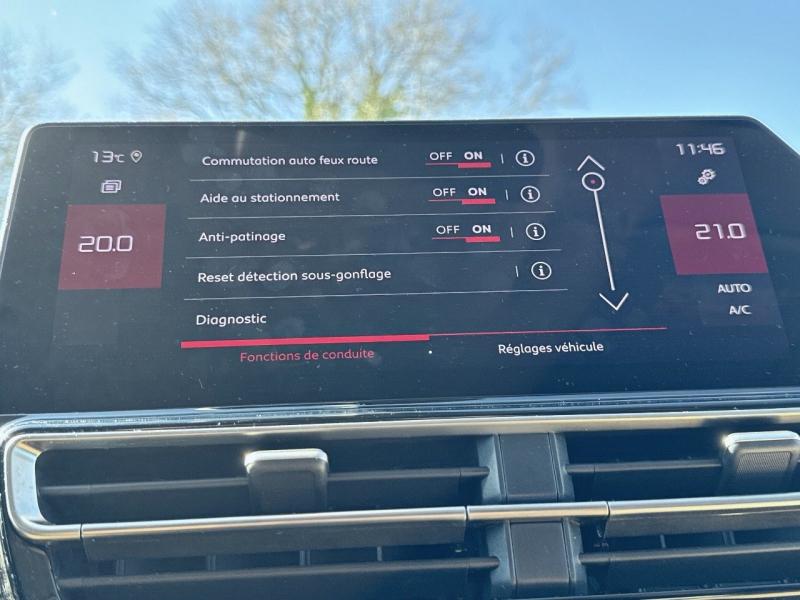 13°C
11:46
Commutation auto feux route OFF ON | i
Aide au stationnement OFF ON | i
20.0
21.0
Anti-patinage OFF ON | i
Reset détection sous-gonflage | i
AUTO
A/C
Diagnostic
Fonctions de conduite
Réglages véhicule